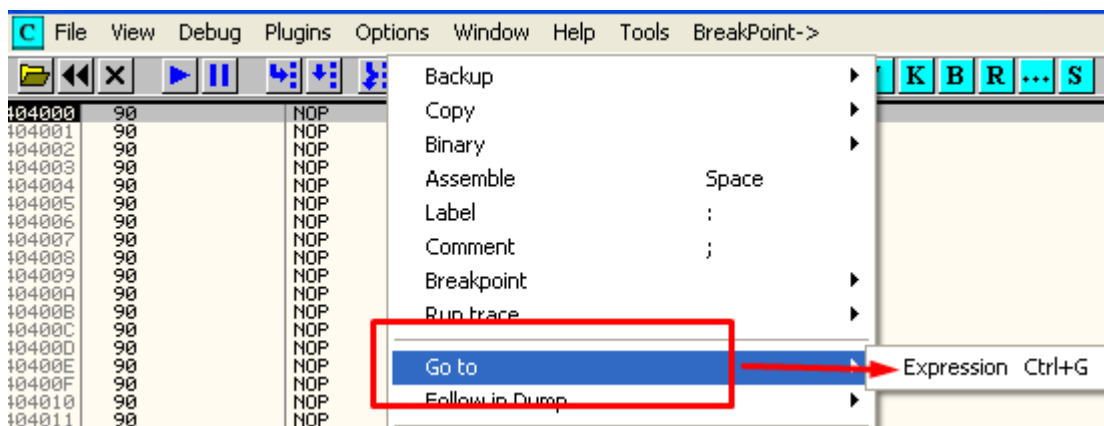 C File View Debug Plugins Options Window Help Tools BreakPoint->
K B R ... S
Backup
Copy
Binary
Assemble Space
Label :
Comment ;
Breakpoint
Run trace
Go to
Expression Ctrl+G
Follow in Dump
404000 90 NOP
404001 90 NOP
404002 90 NOP
404003 90 NOP
404004 90 NOP
404005 90 NOP
404006 90 NOP
404007 90 NOP
404008 90 NOP
404009 90 NOP
40400A 90 NOP
40400B 90 NOP
40400C 90 NOP
40400D 90 NOP
40400E 90 NOP
40400F 90 NOP
404010 90 NOP
404011 90 NOP